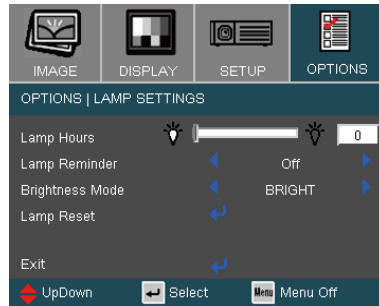 IMAGE DISPLAY SETUP OPTIONS
OPTIONS | LAMP SETTINGS
Lamp Hours 0
Lamp Reminder Off
Brightness Mode BRIGHT
Lamp Reset
Exit
UpDown Select Menu Menu Off